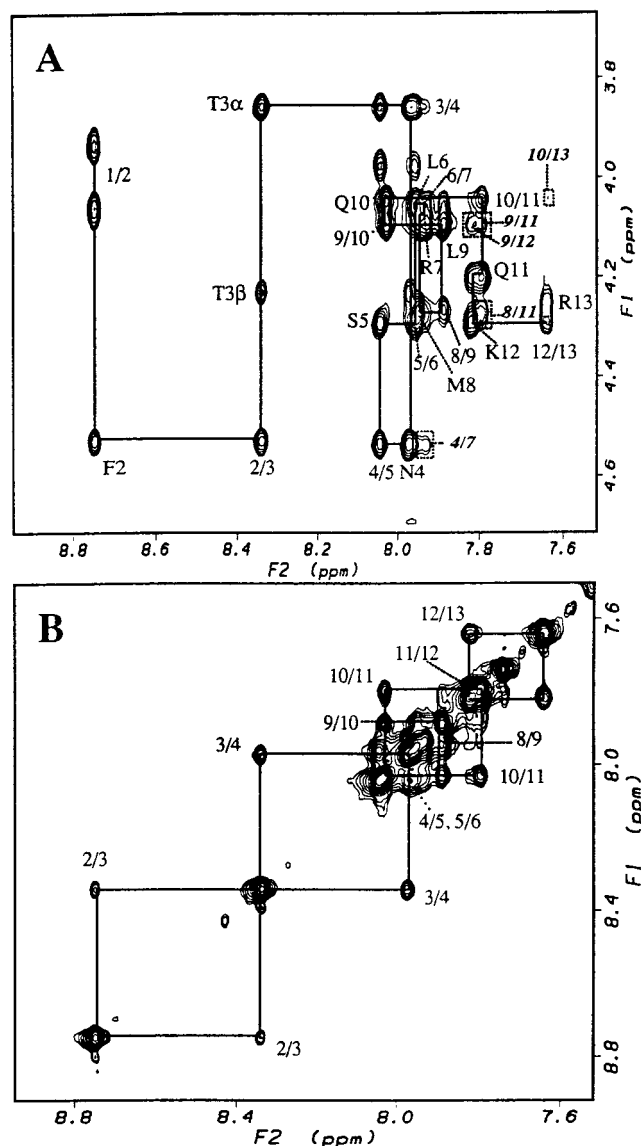 A
3.8
T3α
3/4
1/2
L6
6/7
10/13
4.0
Q10
10/11
9/11
9/10
9/12
R7
L9
4.2
T3β
Q11
S5
8/11
R13
5/6
8/9
K12
12/13
M8
4.4
F2
2/3
4/5
N4
4/7
4.6
F1 (ppm)
8.8
8.6
8.4
8.2
8.0
7.8
7.6
F2 (ppm)
B
12/13
7.6
11/12
10/11
9/10
8/9
3/4
8.0
10/11
4/5, 5/6
2/3
3/4
8.4
2/3
8.8
F1 (ppm)
8.8
8.4
8.0
7.6
F2 (ppm)